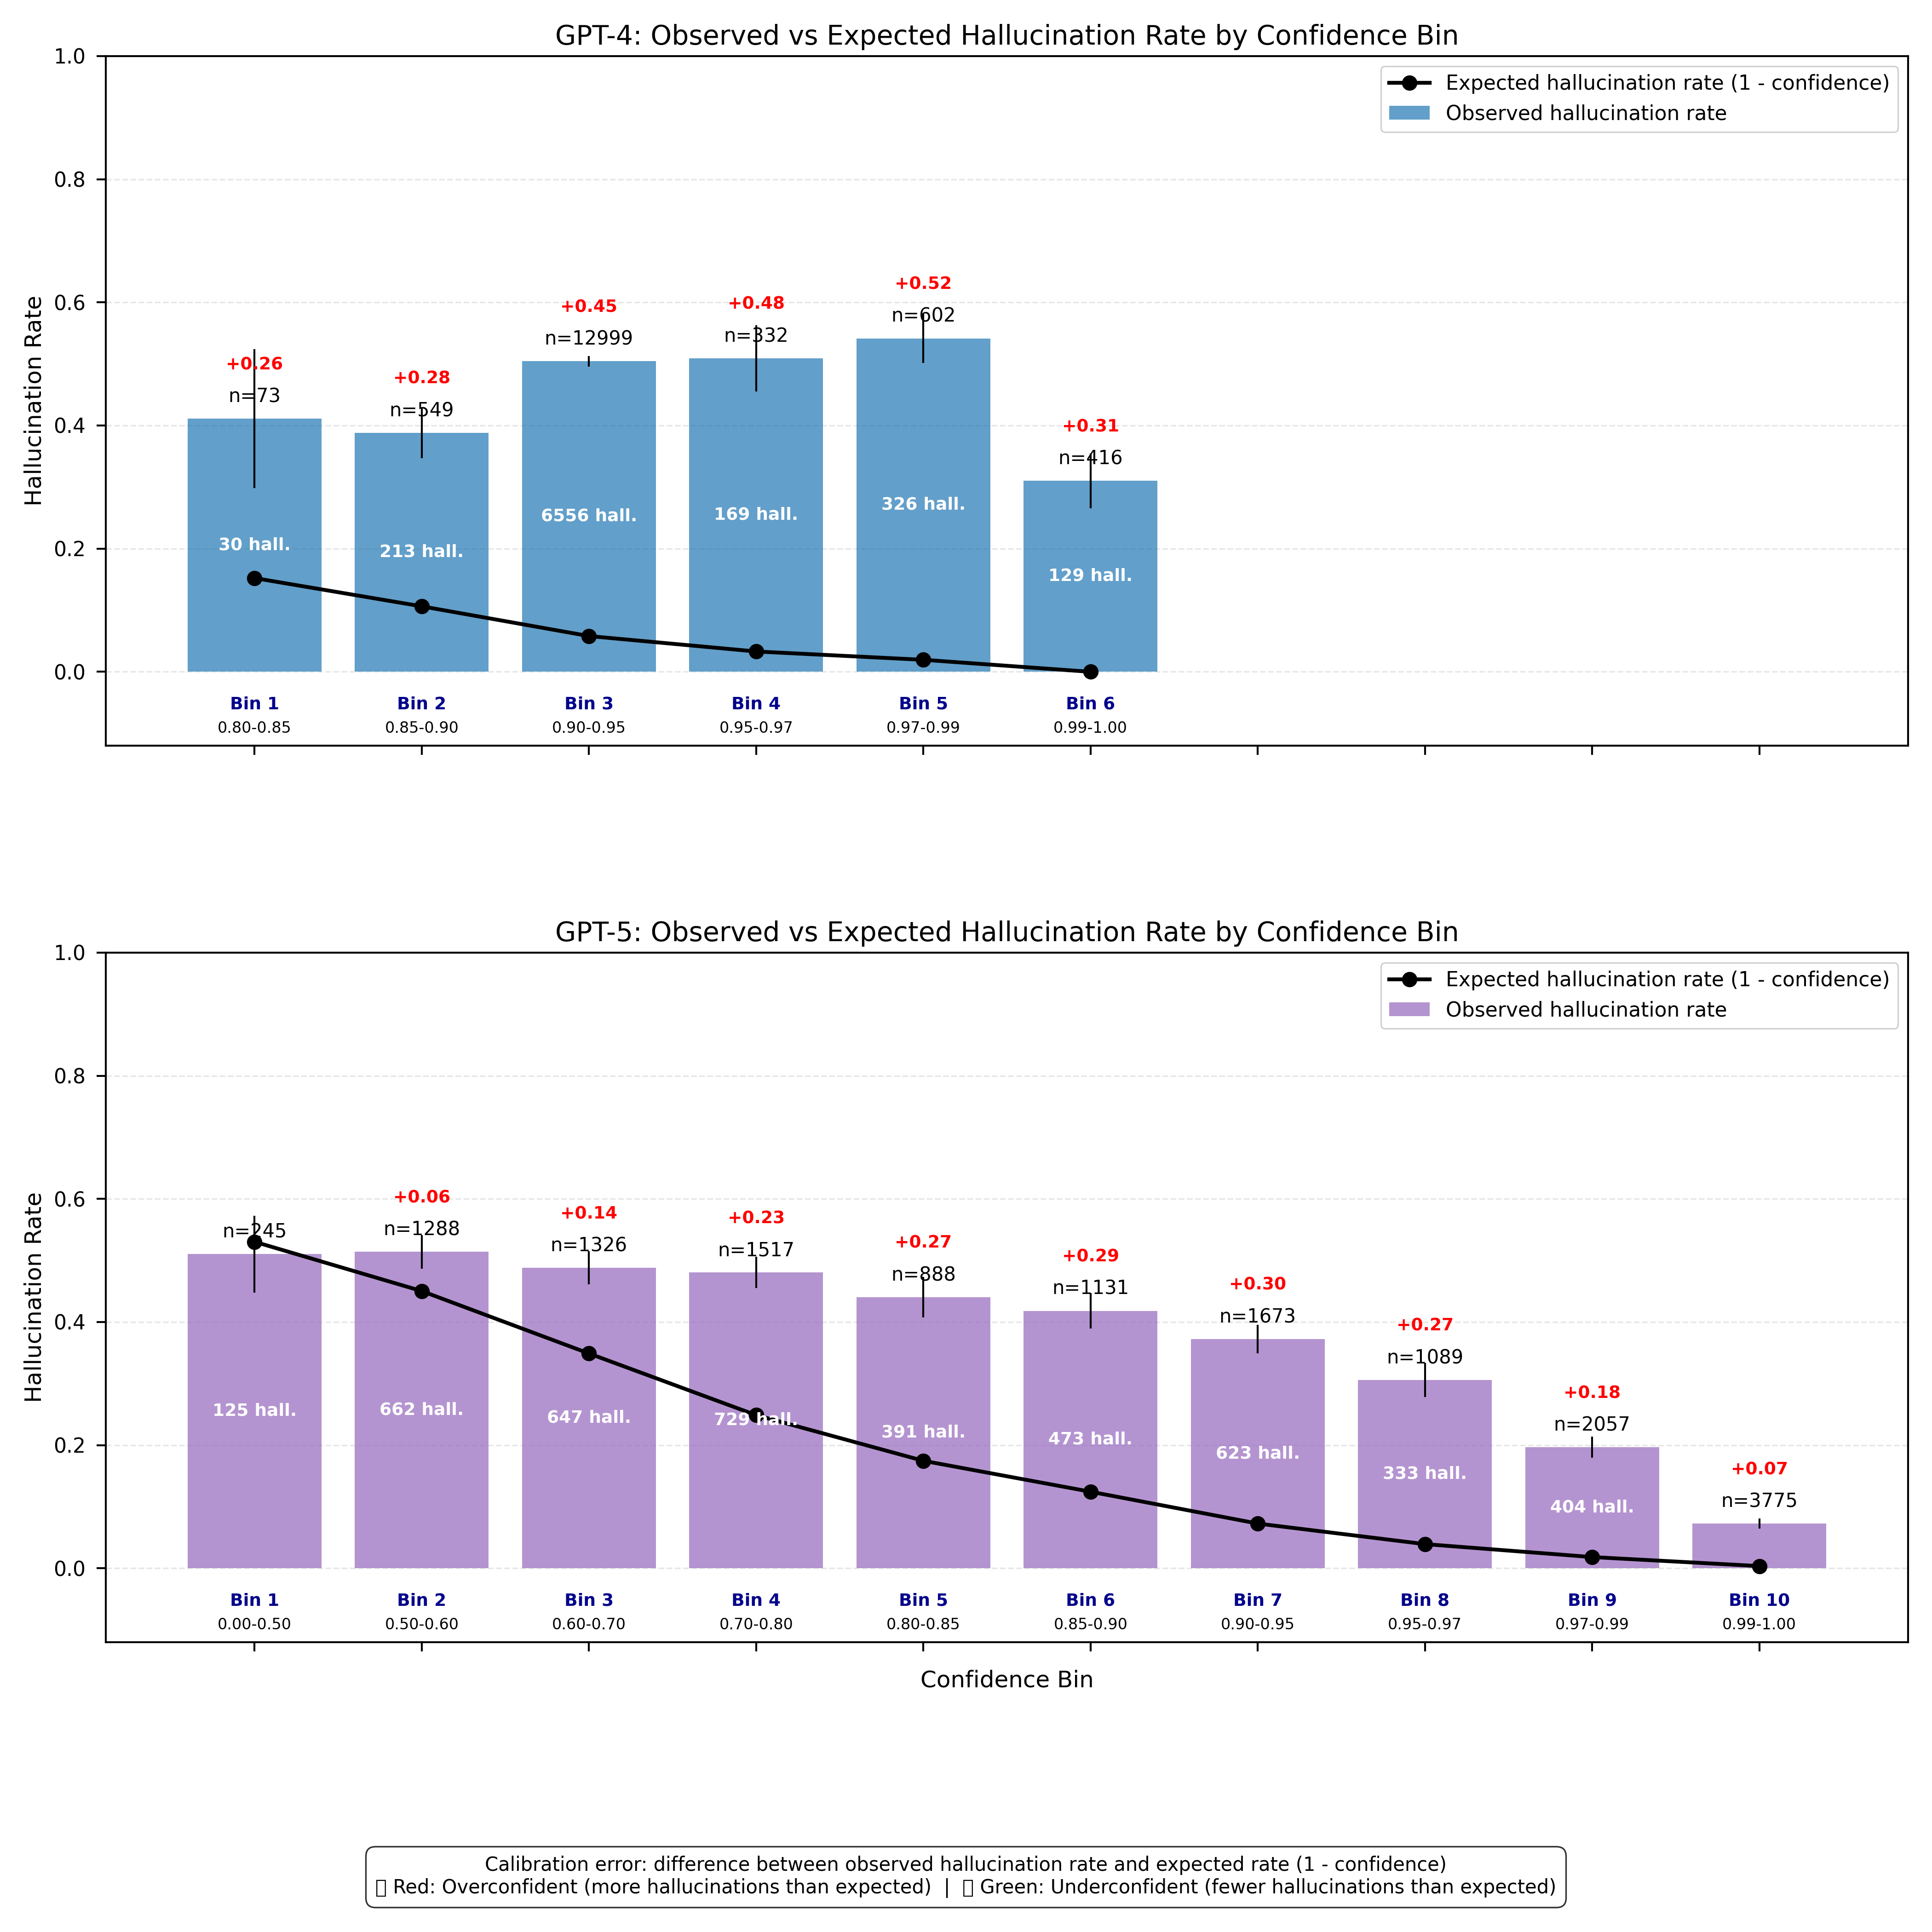 GPT-4: Observed vs Expected Hallucination Rate by Confidence Bin
Expected hallucination rate (1 - confidence)
Observed hallucination rate
Hallucination Rate
1.0
0.8
0.6
0.4
0.2
0.0
+0.26
n=73
30 hall.
+0.28
n=549
213 hall.
+0.45
n=12999
6556 hall.
+0.48
n=332
169 hall.
+0.52
n=602
326 hall.
+0.31
n=416
129 hall.
Bin 1
0.80-0.85
Bin 2
0.85-0.90
Bin 3
0.90-0.95
Bin 4
0.95-0.97
Bin 5
0.97-0.99
Bin 6
0.99-1.00
GPT-5: Observed vs Expected Hallucination Rate by Confidence Bin
Expected hallucination rate (1 - confidence)
Observed hallucination rate
Hallucination Rate
1.0
0.8
0.6
0.4
0.2
0.0
n=245
125 hall.
+0.06
n=1288
662 hall.
+0.14
n=1326
647 hall.
+0.23
n=1517
729 hall.
+0.27
n=888
391 hall.
+0.29
n=1131
473 hall.
+0.30
n=1673
623 hall.
+0.27
n=1089
333 hall.
+0.18
n=2057
404 hall.
+0.07
n=3775
Bin 1
0.00-0.50
Bin 2
0.50-0.60
Bin 3
0.60-0.70
Bin 4
0.70-0.80
Bin 5
0.80-0.85
Bin 6
0.85-0.90
Bin 7
0.90-0.95
Bin 8
0.95-0.97
Bin 9
0.97-0.99
Bin 10
0.99-1.00
Confidence Bin
Calibration error: difference between observed hallucination rate and expected rate (1 - confidence)
Red: Overconfident (more hallucinations than expected) | Green: Underconfident (fewer hallucinations than expected)